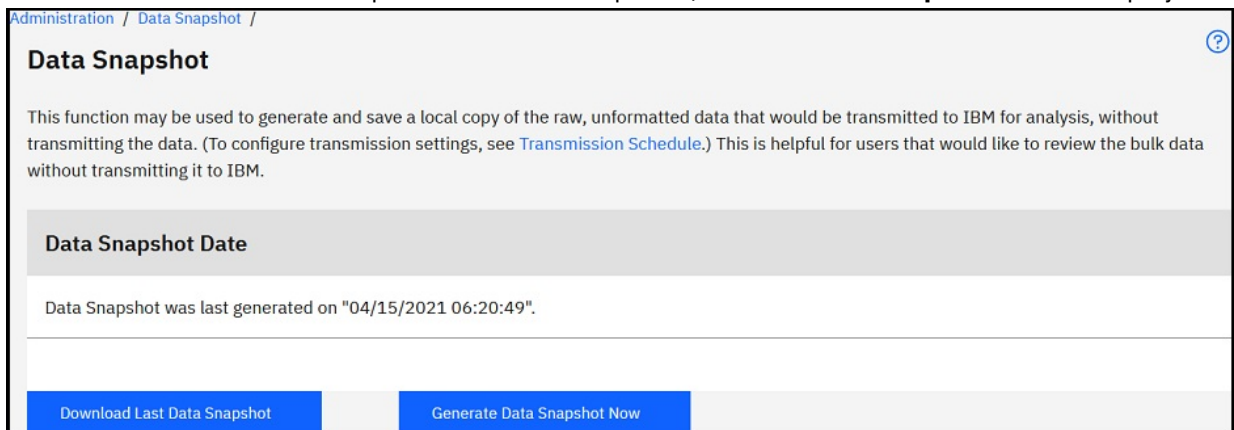 Administration / Data Snapshot /
Data Snapshot
This function may be used to generate and save a local copy of the raw, unformatted data that would be transmitted to IBM for analysis, without
transmitting the data. (To configure transmission settings, see Transmission Schedule.) This is helpful for users that would like to review the bulk data
without transmitting it to IBM.
Data Snapshot Date
Data Snapshot was last generated on "04/15/2021 06:20:49".
Download Last Data Snapshot
Generate Data Snapshot Now